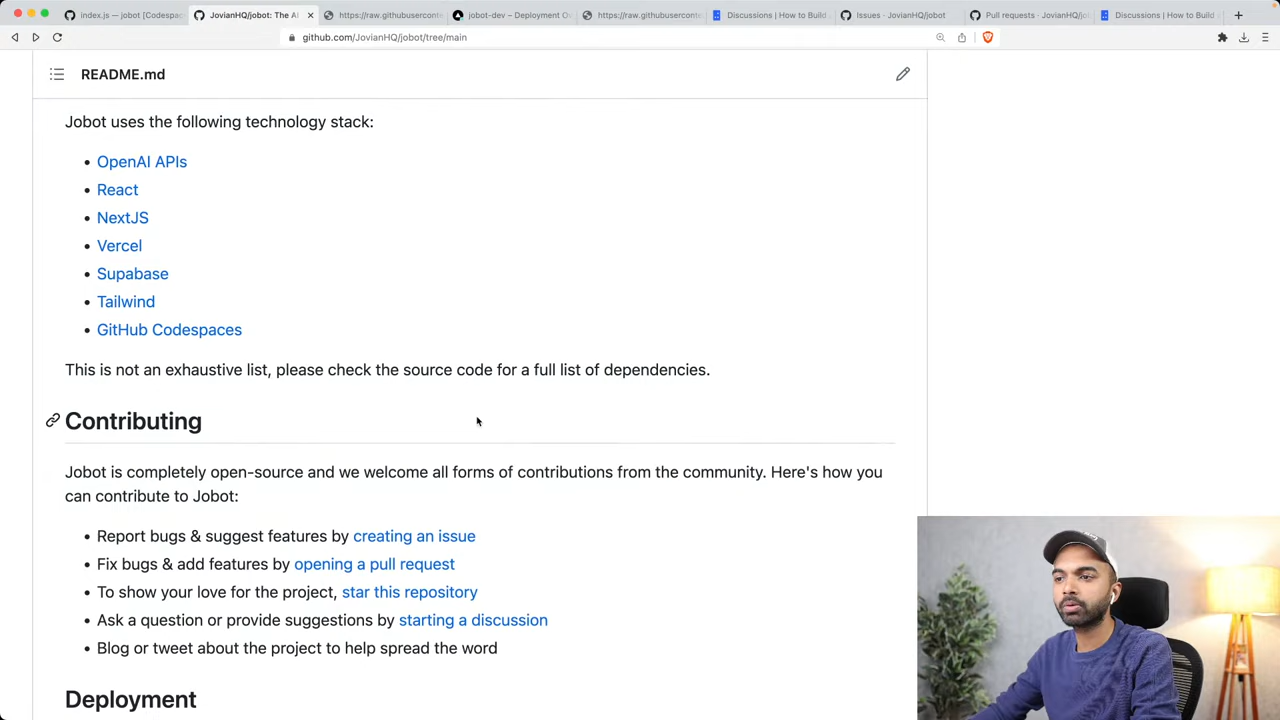 index.js — jobot [Codespac
JovianHQ/jobot: The AI
https://raw.githubusercontent
jobot-dev – Deployment Ov
https://raw.githubusercontent
Discussions | How to Build
Issues · JovianHQ/jobot
Pull requests · JovianHQ/jo
Discussions | How to Build
github.com/JovianHQ/jobot/tree/main
README.md
Jobot uses the following technology stack:
• OpenAI APIs
• React
• NextJS
• Vercel
• Supabase
• Tailwind
• GitHub Codespaces
This is not an exhaustive list, please check the source code for a full list of dependencies.
Contributing
Jobot is completely open-source and we welcome all forms of contributions from the community. Here's how you
can contribute to Jobot:
• Report bugs & suggest features by creating an issue
• Fix bugs & add features by opening a pull request
• To show your love for the project, star this repository
• Ask a question or provide suggestions by starting a discussion
• Blog or tweet about the project to help spread the word
Deployment